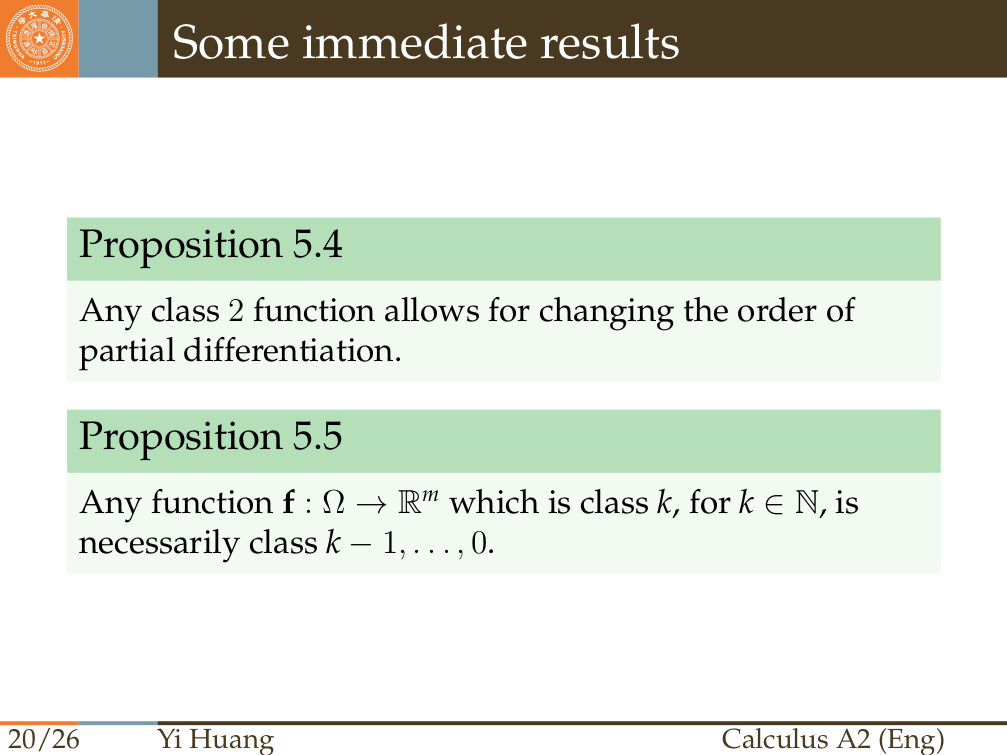 Some immediate results
Proposition 5.4
Any class 2 function allows for changing the order of
partial differentiation.
Proposition 5.5
Any function f : Ω → ℝᵐ which is class k, for k ∈ ℕ, is
necessarily class k − 1, . . . , 0.
20/26 Yi Huang Calculus A2 (Eng)